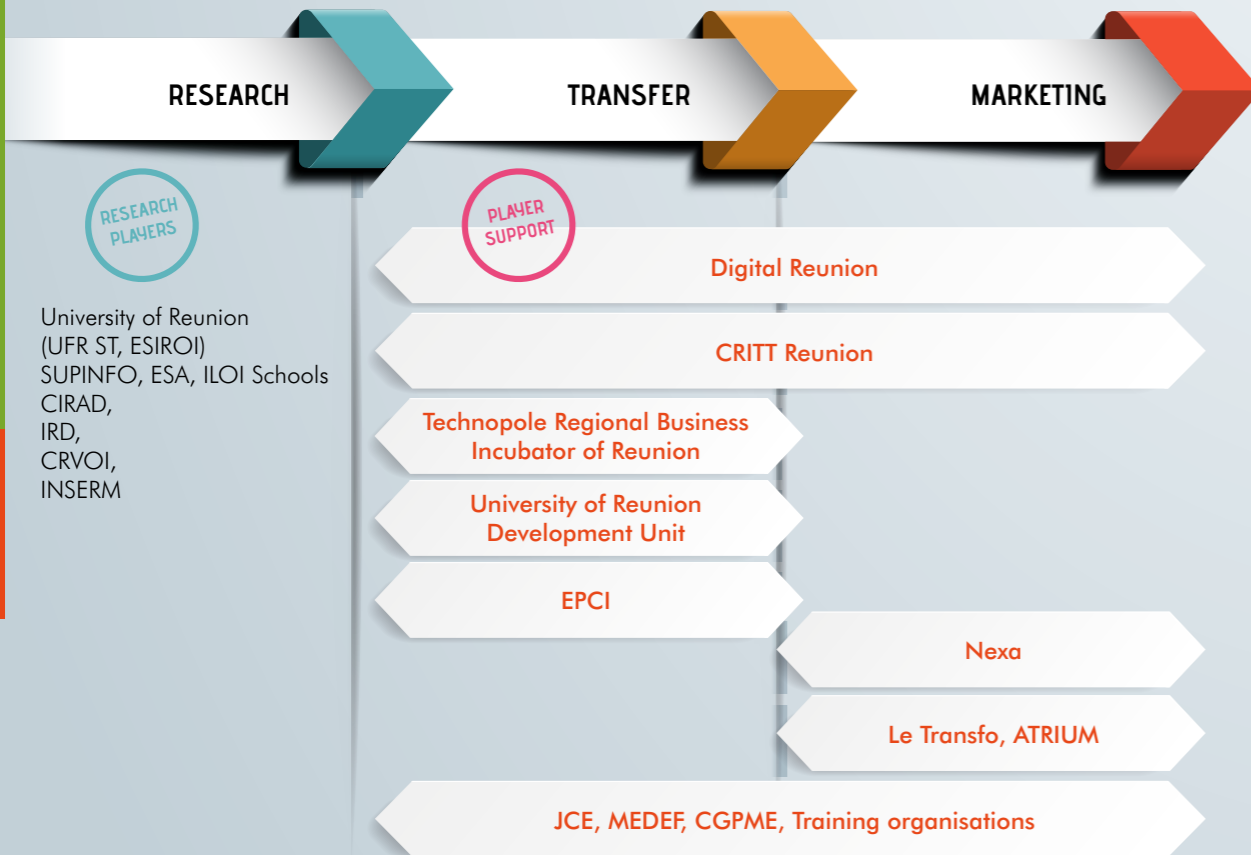 RESEARCH
TRANSFER
MARKETING
RESEARCH
PLAYERS
University of Reunion
(UFR ST, ESIROI)
SUPINFO, ESA, ILOI Schools
CIRAD,
IRD,
CRVOI,
INSERM
PLAYER
SUPPORT
Digital Reunion
CRITT Reunion
Technopole Regional Business
Incubator of Reunion
University of Reunion
Development Unit
EPCI
Nexa
Le Transfo, ATRIUM
JCE, MEDEF, CGPME, Training organisations